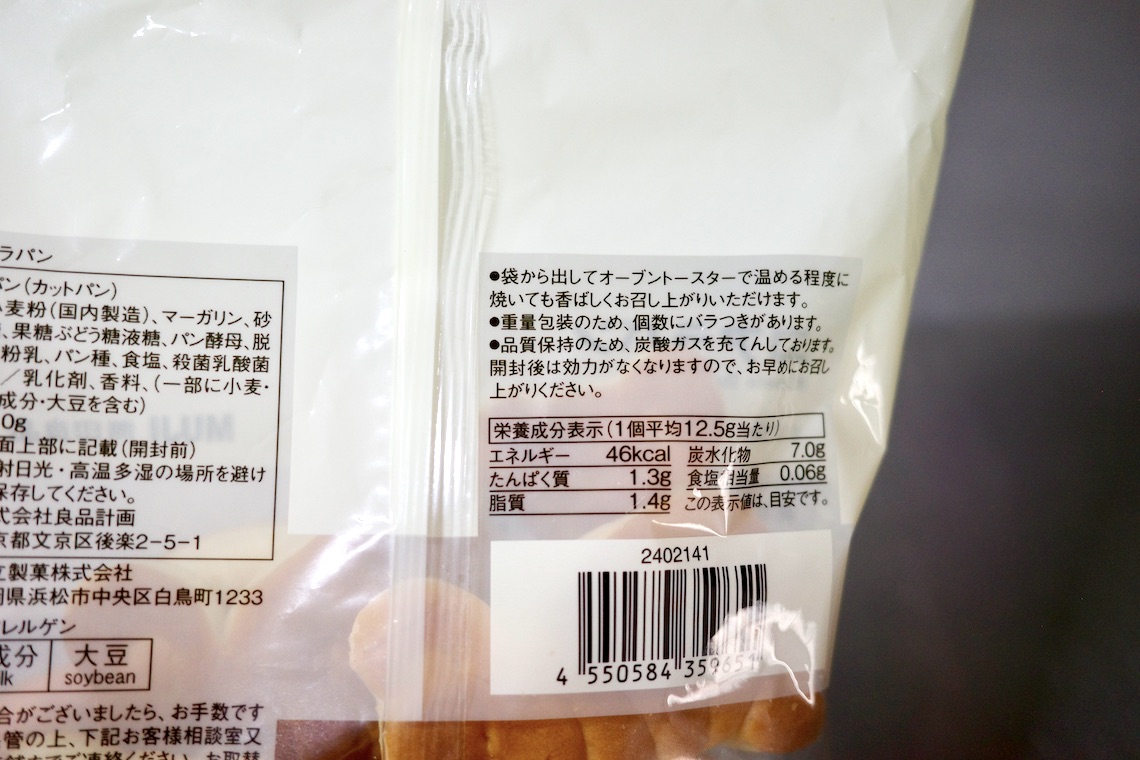 ラパン
パン(カットパン)
小麦粉(国内製造)、マーガリン、砂
、果糖ぶどう糖液糖、パン酵母、脱
粉乳、パン種、食塩、殺菌乳酸菌
/乳化剤、香料、(一部に小麦・
成分・大豆を含む)
0g
面上部に記載(開封前)
射日光・高温多湿の場所を避け
保存してください。
式会社良品計画
京都文京区後楽2-5-1
立製菓株式会社
岡県浜松市中央区白鳥町1233
レルゲン
成分 大豆
lk soybean
合がございましたら、お手数です
管の上、下記お客様相談室又
●袋から出してオーブントースターで温める程度に
焼いても香ばしくお召し上がりいただけます。
●重量包装のため、個数にバラつきがあります。
●品質保持のため、炭酸ガスを充てんしております。
開封後は効力がなくなりますので、お早めにお召し
上がりください。
栄養成分表示(1個平均12.5g当たり)
エネルギー 46kcal 炭水化物 7.0g
たんぱく質 1.3g 食塩相当量 0.06g
脂質 1.4g この表示値は、目安です。
2402141
4 550584 359654